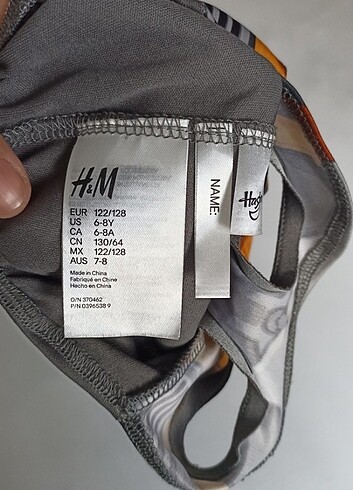 H&M
EUR 122/128
US 6-8Y
CA 6-8A
CN 130/64
MX 122/128
AUS 7-8
Made in China
Fabriqué en Chine
Hecho en China
O/N 370462
P/N 0396538 9
NAME: